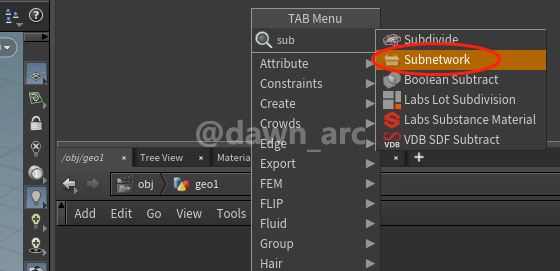 TAB Menu
sub
Attribute
Constraints
Create
Crowds
Edge
Export
FEM
FLIP
Fluid
Group
Hair
Subdivide
Subnetwork
Boolean Subtract
Labs Lot Subdivision
Labs Substance Material
VDB VDB SDF Subtract
@dawn_arc
/obj/geo1 × Tree View × Material × +
obj geo1
Add Edit Go View Tools